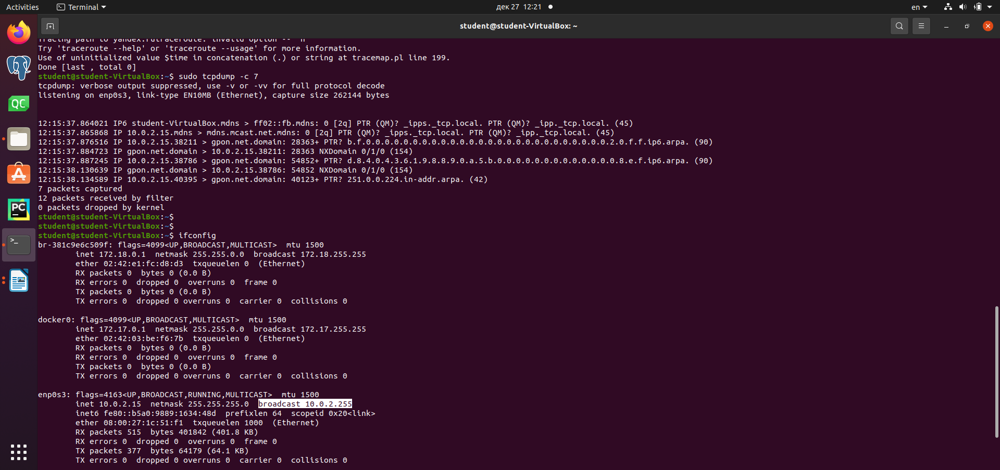 Activities
Terminal
дек 27 12:21
en
student@student-VirtualBox: ~
Tracing path to yandex.rutraceroute: invalid option -- 'n'
Try 'traceroute --help' or 'traceroute --usage' for more information.
Use of uninitialized value $time in concatenation (.) or string at tracemap.pl line 199.
Done [last , total 0]
student@student-VirtualBox:~$ sudo tcpdump -c 7
tcpdump: verbose output suppressed, use -v or -vv for full protocol decode
listening on enp0s3, link-type EN10MB (Ethernet), capture size 262144 bytes
12:15:37.864021 IP6 student-VirtualBox.mdns > ff02::fb.mdns: 0 [2q] PTR (QM)? _ipps._tcp.local. PTR (QM)? _ipp._tcp.local. (45)
12:15:37.865868 IP 10.0.2.15.mdns > mdns.mcast.net.mdns: 0 [2q] PTR (QM)? _ipps._tcp.local. PTR (QM)? _ipp._tcp.local. (45)
12:15:37.876516 IP 10.0.2.15.38211 > gpon.net.domain: 28363+ PTR? b.f.0.0.0.0.0.0.0.0.0.0.0.0.0.0.0.0.0.0.0.0.0.0.0.0.0.0.2.0.f.f.ip6.arpa. (90)
12:15:37.884723 IP gpon.net.domain > 10.0.2.15.38211: 28363 NXDomain 0/1/0 (154)
12:15:37.887245 IP 10.0.2.15.38786 > gpon.net.domain: 54852+ PTR? d.8.4.0.4.3.6.1.9.8.8.9.0.a.5.b.0.0.0.0.0.0.0.0.0.0.0.0.0.8.e.f.ip6.arpa. (90)
12:15:38.130639 IP gpon.net.domain > 10.0.2.15.38786: 54852 NXDomain 0/1/0 (154)
12:15:38.134589 IP 10.0.2.15.40395 > gpon.net.domain: 40123+ PTR? 251.0.0.224.in-addr.arpa. (42)
7 packets captured
12 packets received by filter
0 packets dropped by kernel
student@student-VirtualBox:~$
student@student-VirtualBox:~$
student@student-VirtualBox:~$ ifconfig
br-381c9e6c509f: flags=4099<UP,BROADCAST,MULTICAST>  mtu 1500
        inet 172.18.0.1  netmask 255.255.0.0  broadcast 172.18.255.255
        ether 02:42:e1:fc:d8:d3  txqueuelen 0  (Ethernet)
        RX packets 0  bytes 0 (0.0 B)
        RX errors 0  dropped 0  overruns 0  frame 0
        TX packets 0  bytes 0 (0.0 B)
        TX errors 0  dropped 0 overruns 0  carrier 0  collisions 0
docker0: flags=4099<UP,BROADCAST,MULTICAST>  mtu 1500
        inet 172.17.0.1  netmask 255.255.0.0  broadcast 172.17.255.255
        ether 02:42:03:be:f6:7b  txqueuelen 0  (Ethernet)
        RX packets 0  bytes 0 (0.0 B)
        RX errors 0  dropped 0  overruns 0  frame 0
        TX packets 0  bytes 0 (0.0 B)
        TX errors 0  dropped 0 overruns 0  carrier 0  collisions 0
enp0s3: flags=4163<UP,BROADCAST,RUNNING,MULTICAST>  mtu 1500
        inet 10.0.2.15  netmask 255.255.255.0  broadcast 10.0.2.255
        inet6 fe80::b5a0:9889:1634:48d  prefixlen 64  scopeid 0x20<link>
        ether 08:00:27:1c:51:f1  txqueuelen 1000  (Ethernet)
        RX packets 515  bytes 401842 (401.8 KB)
        RX errors 0  dropped 0  overruns 0  frame 0
        TX packets 377  bytes 64179 (64.1 KB)
        TX errors 0  dropped 0 overruns 0  carrier 0  collisions 0
QC
PC
>_